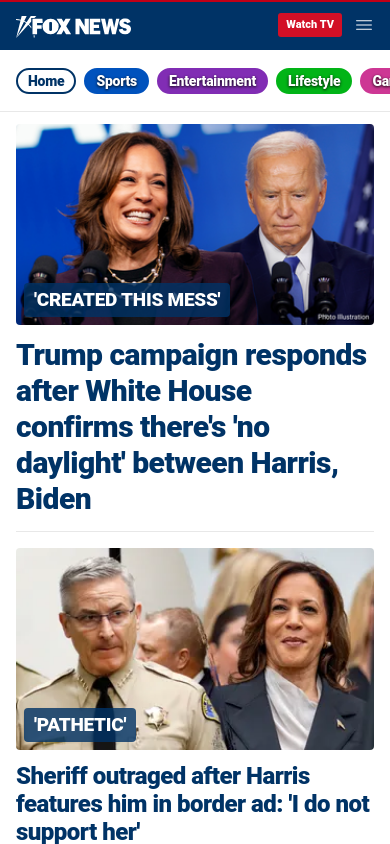 FOX NEWS
Watch TV
Home
Sports
Entertainment
Lifestyle
'CREATED THIS MESS'
Photo Illustration
Trump campaign responds
after White House
confirms there's 'no
daylight' between Harris,
Biden
'PATHETIC'
Sheriff outraged after Harris
features him in border ad: 'I do not
support her'